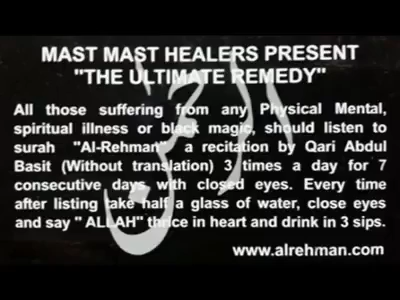 MAST MAST HEALERS PRESENT
"THE ULTIMATE REMEDY"
All those suffering from any Physical Mental,
spiritual illness or black magic, should listen to
surah "Al-Rehman" a recitation by Qari Abdul
Basit (Without translation) 3 times a day for 7
consecutive days with closed eyes. Every time
after listing take half a glass of water, close eyes
and say " ALLAH" thrice in heart and drink in 3 sips.
www.alrehman.com
الرحمٰن